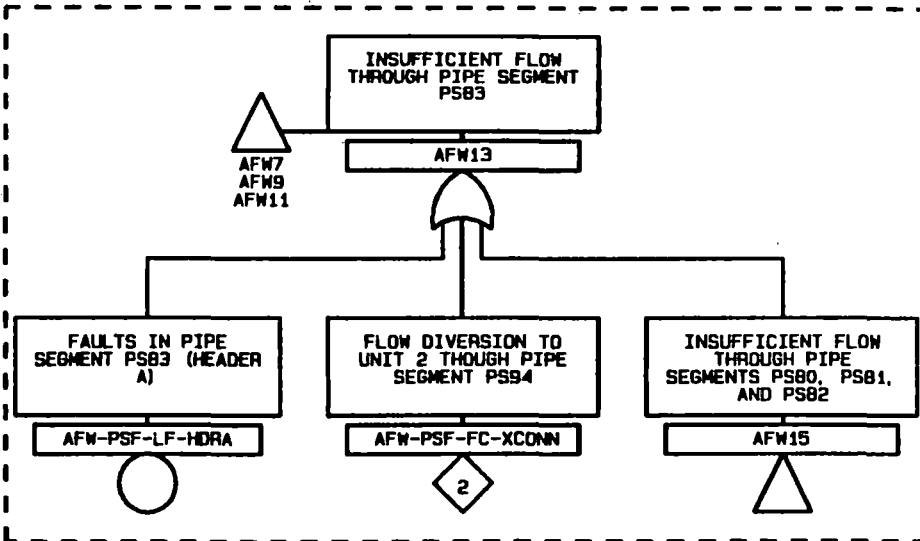 INSUFFICIENT FLOW
THROUGH PIPE SEGMENT
PS83
AFW7
AFW9
AFW11
AFW13
FAULTS IN PIPE
SEGMENT PS83 (HEADER
A)
AFW-PSF-LF-HDRA
FLOW DIVERSION TO
UNIT 2 THOUGH PIPE
SEGMENT PS94
AFW-PSF-FC-XCONN
2
INSUFFICIENT FLOW
THROUGH PIPE
SEGMENTS PS80, PS81,
AND PS82
AFW15